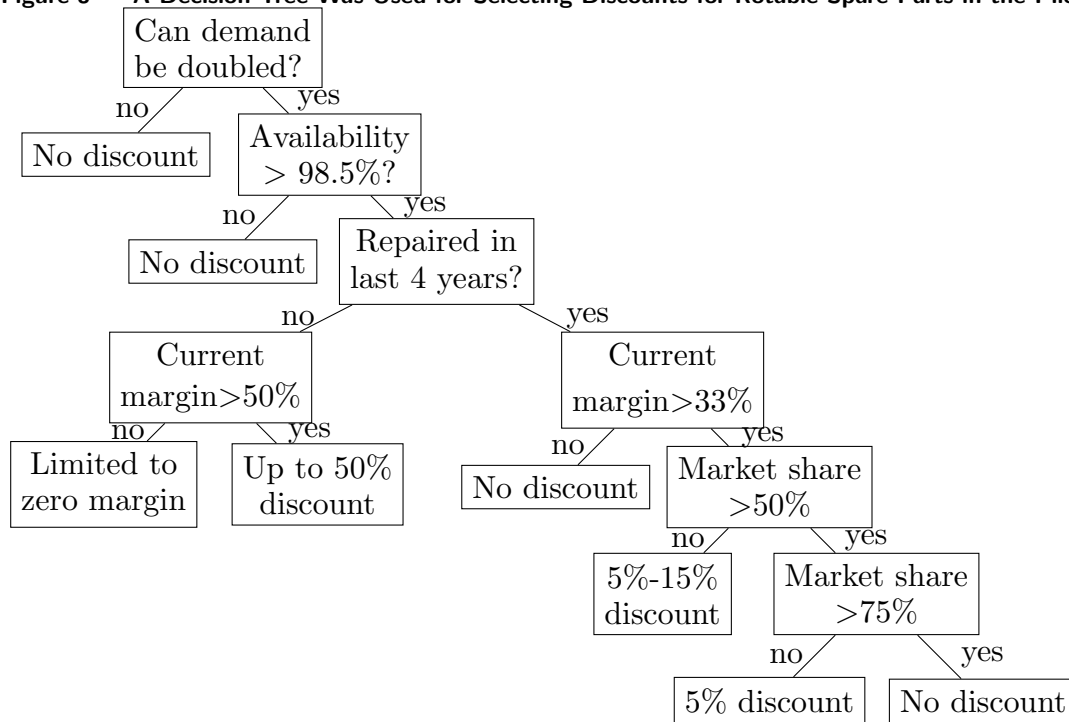 A Decision Tree Was Used for Selecting Discounts for Rotable Spare Parts in the
Can demand
be doubled?
no
yes
No discount
Availability
> 98.5%?
no
yes
No discount
Repaired in
last 4 years?
no
yes
Current
margin>50%
Current
margin>33%
no
yes
no
yes
Limited to
zero margin
Up to 50%
discount
No discount
Market share
>50%
no
yes
5%-15%
discount
Market share
>75%
no
yes
5% discount
No discount